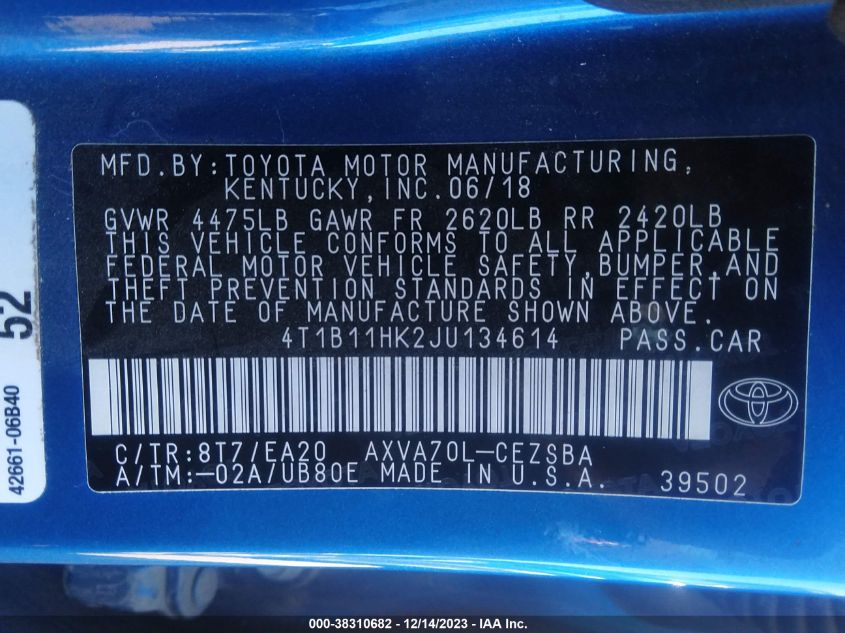 MFD.BY:TOYOTA MOTOR MANUFACTURING,
KENTUCKY,INC.06/18
GVWR 4475LB GAWR FR 2620LB RR 2420LB
THIS VEHICLE CONFORMS TO ALL APPLICABLE
FEDERAL MOTOR VEHICLE SAFETY,BUMPER,AND
THEFT PREVENTION STANDARDS IN EFFECT ON
THE DATE OF MANUFACTURE SHOWN ABOVE.
4T1B11HK2JU134614 PASS.CAR
C/TR:8T7/EA20 AXVA70L-CEZSBA
A/TM:-02A/UB80E MADE IN U.S.A. 39502
52
42661-06B40
000-38310682 - 12/14/2023 - IAA Inc.